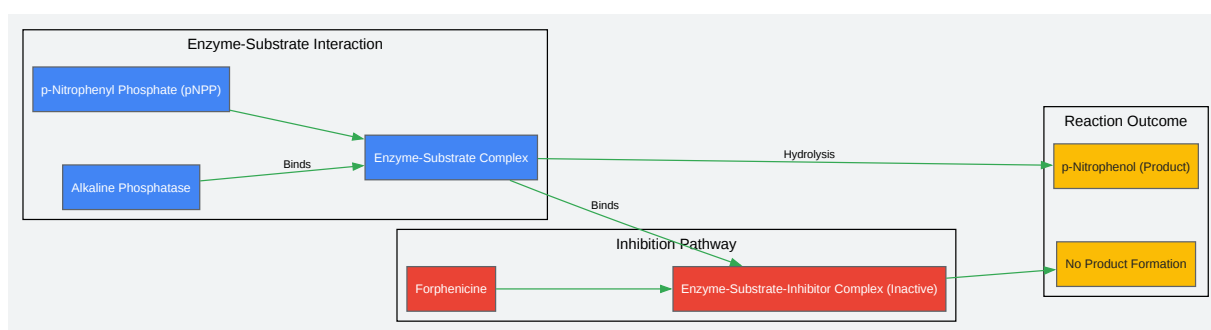 Enzyme-Substrate Interaction
p-Nitrophenyl Phosphate (pNPP)
Alkaline Phosphatase
Binds
Enzyme-Substrate Complex
Hydrolysis
Binds
Inhibition Pathway
Forphenicine
Enzyme-Substrate-Inhibitor Complex (Inactive)
Reaction Outcome
p-Nitrophenol (Product)
No Product Formation